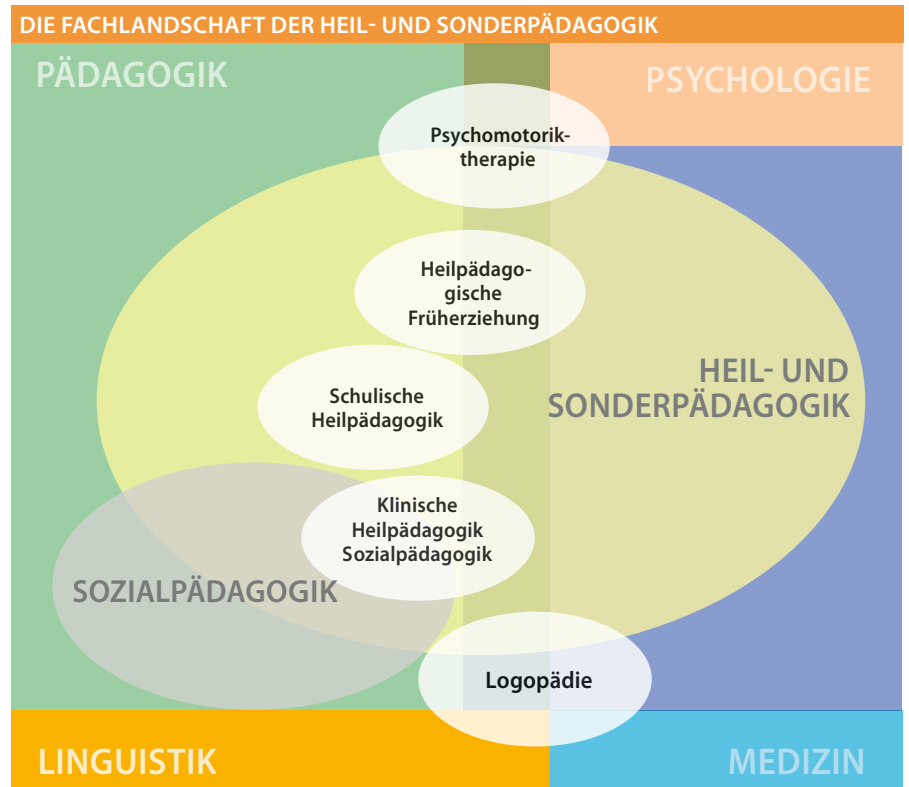 DIE FACHLANDSCHAFT DER HEIL- UND SONDERPÄDAGOGIK
PÄDAGOGIK
PSYCHOLOGIE
Psychomotorik-
therapie
Heilpädago-
gische
Früherziehung
HEIL- UND
SONDERPÄDAGOGIK
Schulische
Heilpädagogik
Klinische
Heilpädagogik
Sozialpädagogik
SOZIALPÄDAGOGIK
Logopädie
LINGUISTIK
MEDIZIN